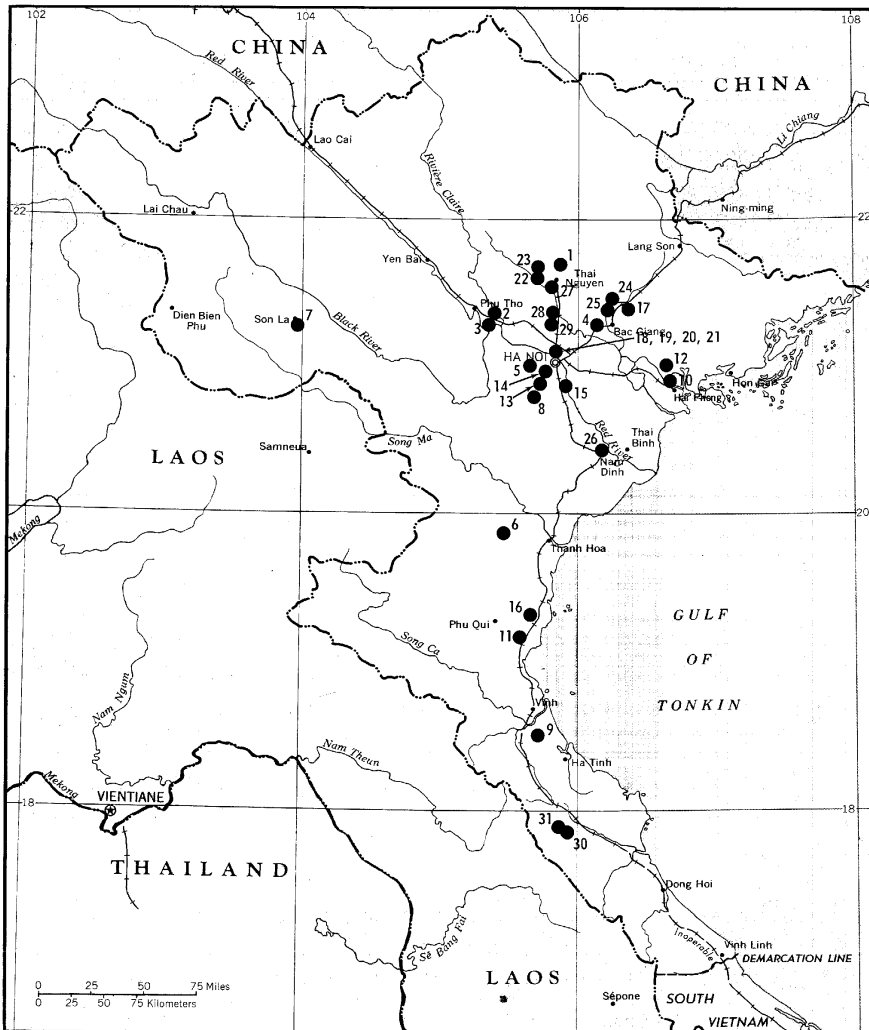 102
104
106
108
CHINA
Red River
CHINA
Li Chiang
Lao Cai
Rivière Claire
22
Lai Chau
Ning-ming
22
Lang Son
Yen Bai
23
1
22
Thai
Nguyen
27
24
Dien Bien
Phu
Son La
7
Black River
Phu Tho
2
3
28
29
25
17
4
Bac Giang
18, 19, 20, 21
HA NOI
5
12
14
10
Hon Gai
13
8
15
Hai Phong
Red River
Thai
Binh
26
Nam
Dinh
Song Ma
Samneua
LAOS
Mekong
20
6
Thanh Hoa
16
Phu Qui
11
GULF
OF
TONKIN
Song Ca
Nam Ngum
Vinh
9
Nam Theun
Ha Tinh
Mekong
VIENTIANE
18
18
31
30
THAILAND
Dong Hoi
Se Bang Fai
Inoperable
Vinh Linh
DEMARCATION LINE
LAOS
0 25 50 75 Miles
0 25 50 75 Kilometers
Sépone
SOUTH
VIETNAM